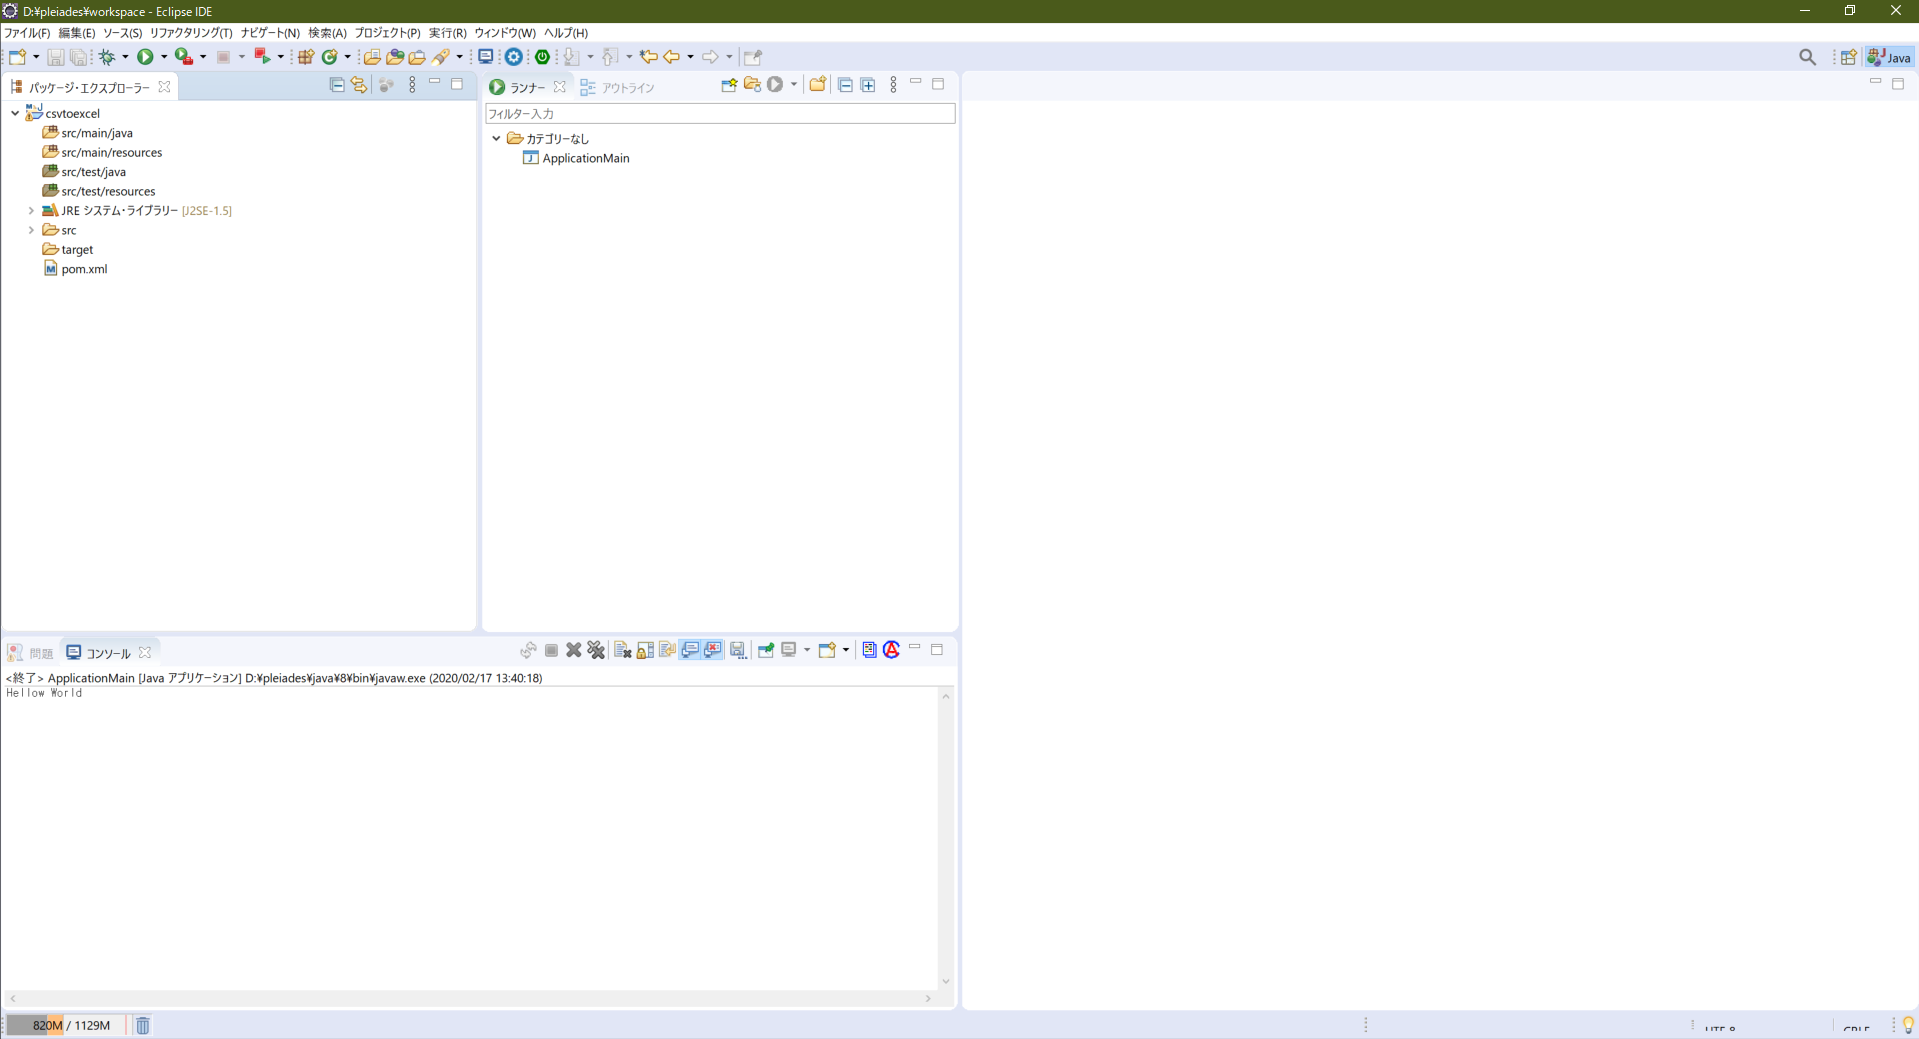 D:¥pleiades¥workspace - Eclipse IDE
ファイル(F) 編集(E) ソース(S) リファクタリング(T) ナビゲート(N) 検索(A) プロジェクト(P) 実行(R) ウィンドウ(W) ヘルプ(H)
Java
パッケージ・エクスプローラー
csvtoexcel
src/main/java
src/main/resources
src/test/java
src/test/resources
JRE システム・ライブラリー [J2SE-1.5]
src
target
pom.xml
ランナー アウトライン
フィルター入力
カテゴリーなし
ApplicationMain
問題 コンソール
<終了> ApplicationMain [Java アプリケーション] D:¥pleiades¥java¥8¥bin¥javaw.exe (2020/02/17 13:40:18)
Hellow World
820M / 1129M
UTF-8
CRLF